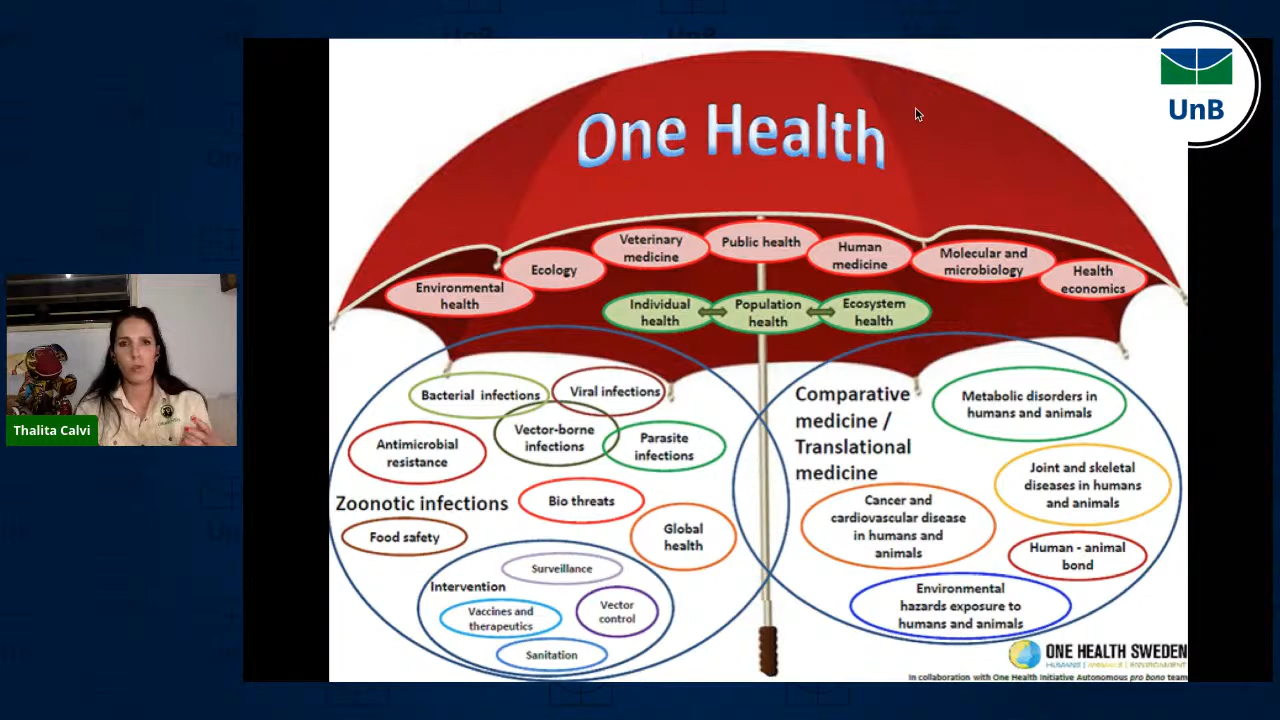 One Health
UnB
Veterinary
medicine
Public health
Human
medicine
Molecular and
microbiology
Ecology
Environmental
health
Health
economics
Individual
health
Population
health
Ecosystem
health
Bacterial infections
Viral infections
Vector-borne
infections
Parasite
infections
Antimicrobial
resistance
Zoonotic infections
Bio threats
Food safety
Global
health
Surveillance
Intervention
Vaccines and
therapeutics
Vector
control
Sanitation
Comparative
medicine /
Translational
medicine
Metabolic disorders in
humans and animals
Joint and skeletal
diseases in humans
and animals
Cancer and
cardiovascular disease
in humans and
animals
Human - animal
bond
Environmental
hazards exposure to
humans and animals
ONE HEALTH SWEDEN
HUMANS | ANIMALS | ENVIRONMENT
In collaboration with One Health Initiative Autonomous pro bono team
Thalita Calvi